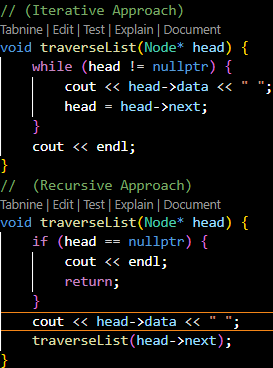 // (Iterative Approach)
Tabnine | Edit | Test | Explain | Document
void traverseList(Node* head) {
    while (head != nullptr) {
        cout << head->data << " ";
        head = head->next;
    }
    cout << endl;
}
//  (Recursive Approach)
Tabnine | Edit | Test | Explain | Document
void traverseList(Node* head) {
    if (head == nullptr) {
        cout << endl;
        return;
    }
    cout << head->data << " ";
    traverseList(head->next);
}